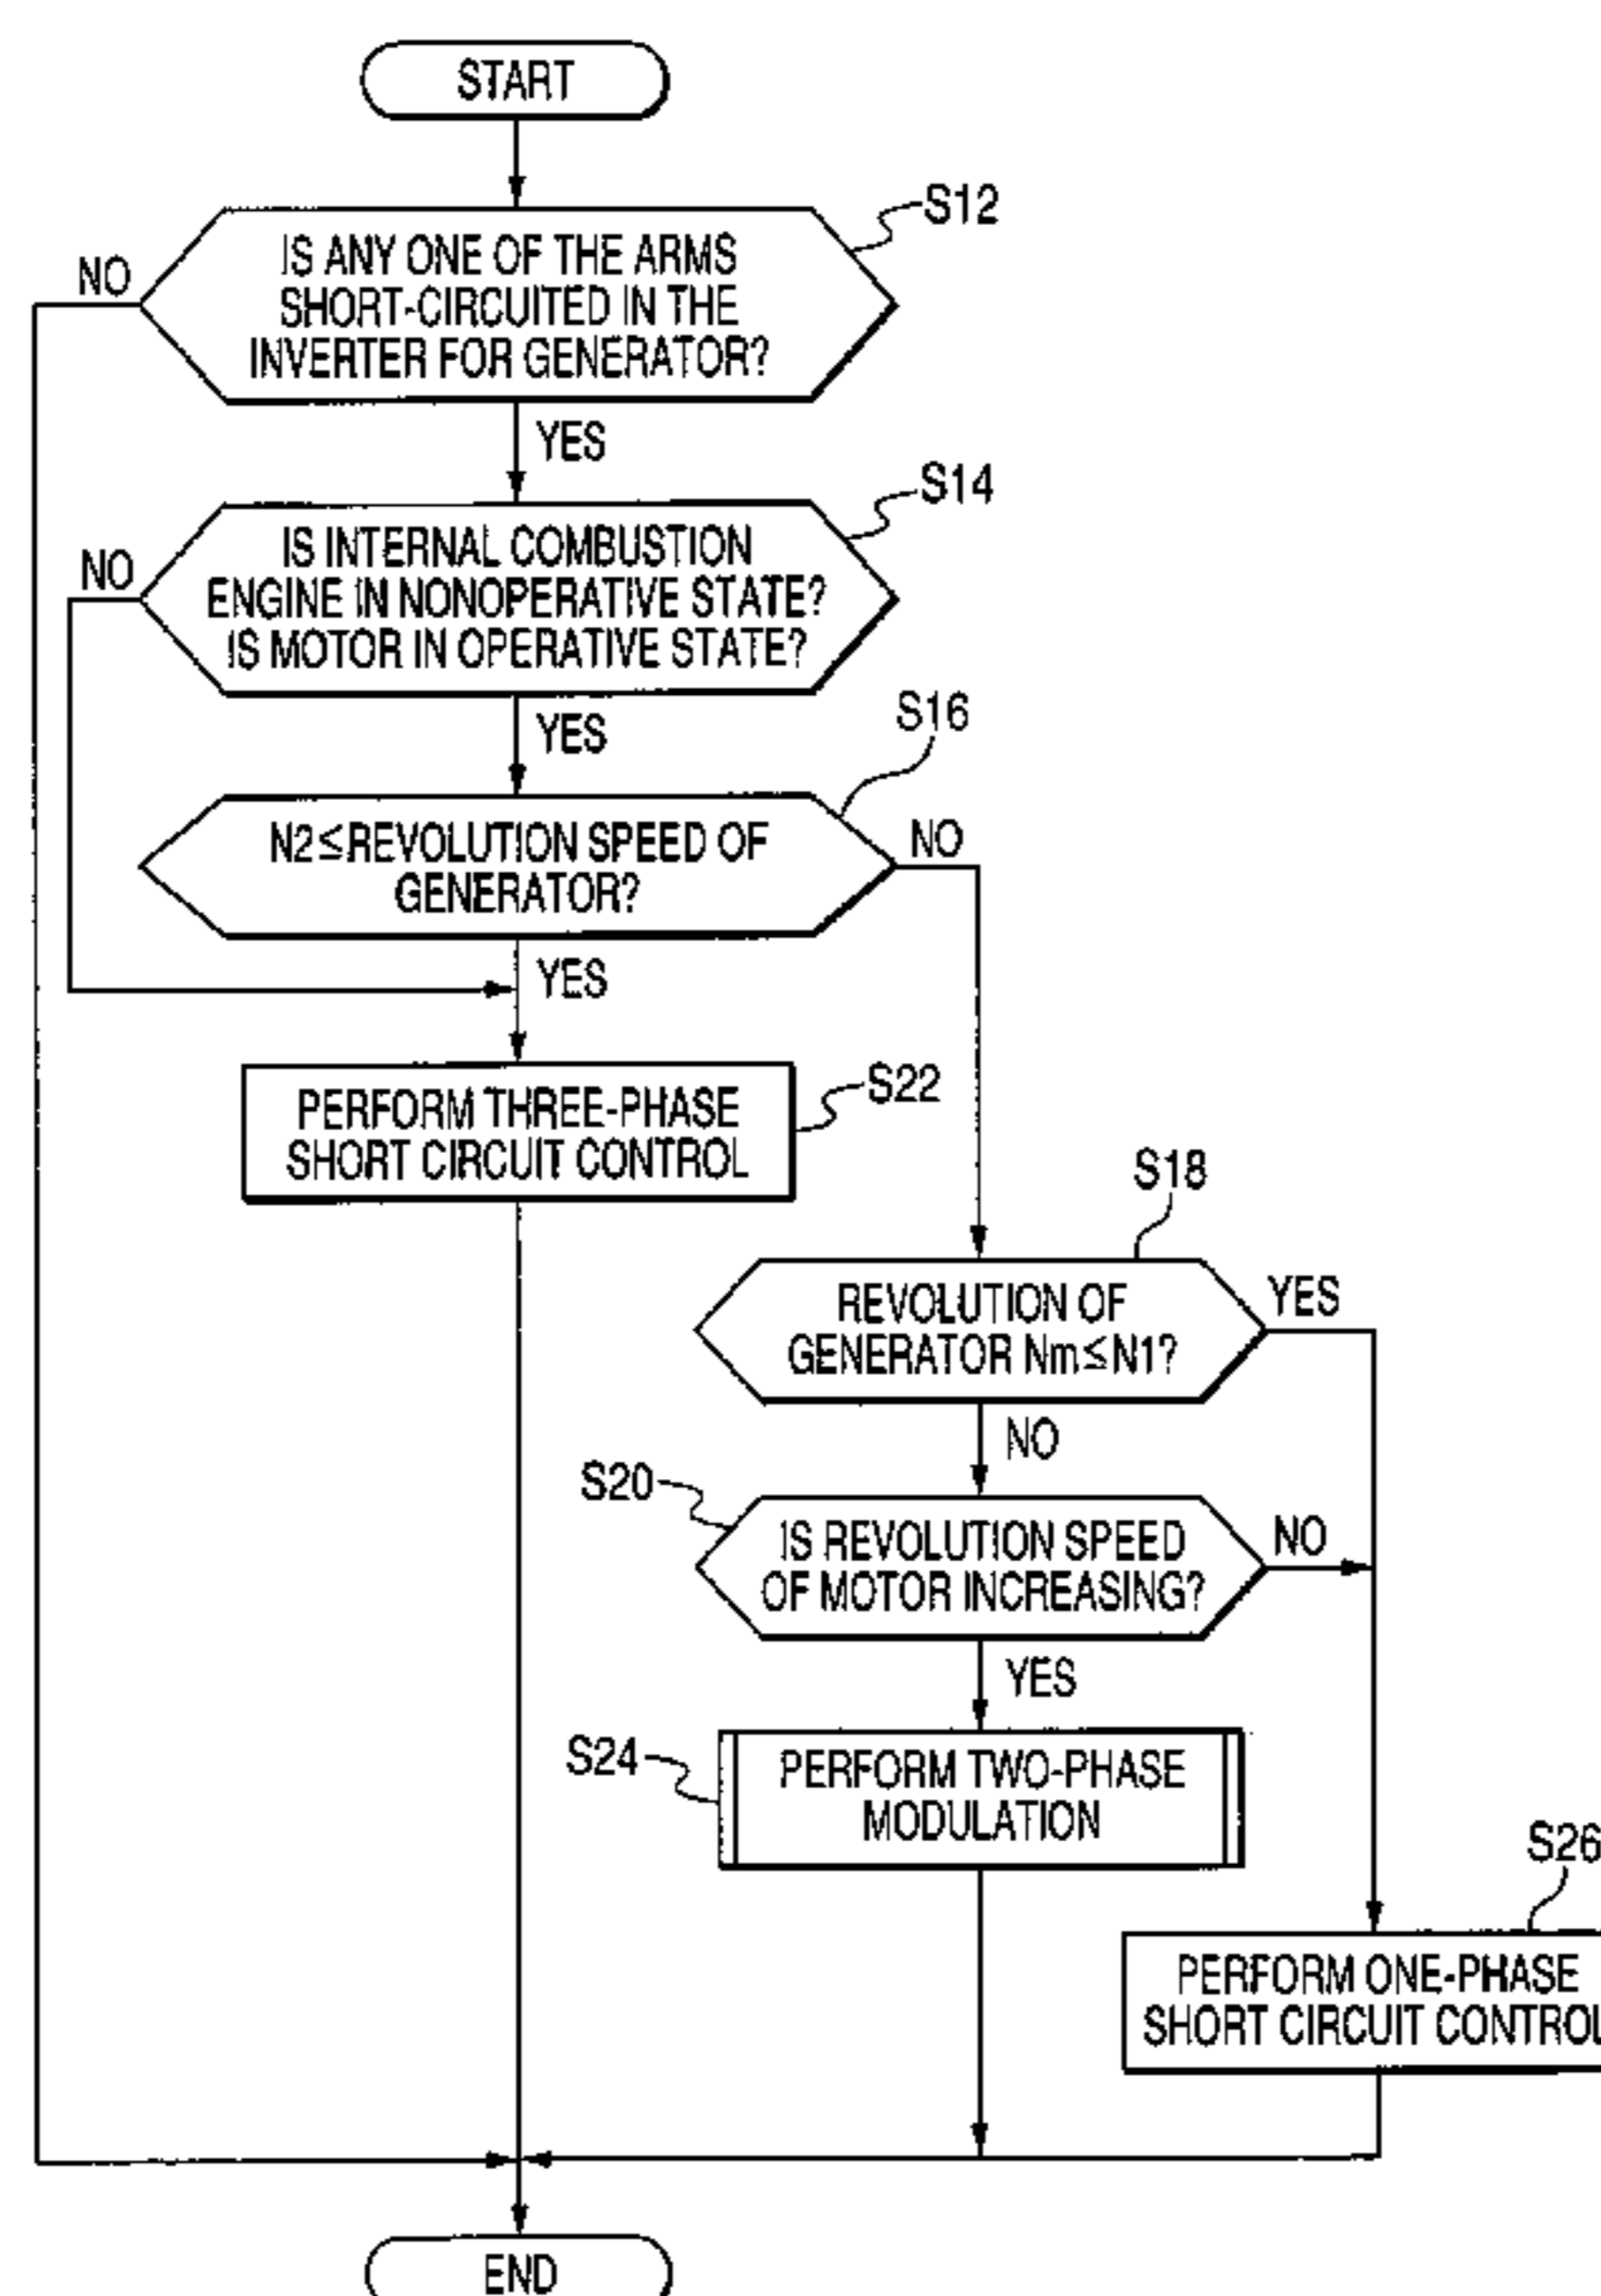 START
S12
IS ANY ONE OF THE ARMS
SHORT-CIRCUITED IN THE
INVERTER FOR GENERATOR?
NO
YES
S14
IS INTERNAL COMBUSTION
ENGINE IN NONOPERATIVE STATE?
IS MOTOR IN OPERATIVE STATE?
NO
YES
S16
N2≤REVOLUTION SPEED OF
GENERATOR?
NO
YES
S22
PERFORM THREE-PHASE
SHORT CIRCUIT CONTROL
S18
REVOLUTION OF
GENERATOR Nm≤N1?
YES
NO
S20
IS REVOLUTION SPEED
OF MOTOR INCREASING?
NO
YES
S24
PERFORM TWO-PHASE
MODULATION
S26
PERFORM ONE-PHASE
SHORT CIRCUIT CONTROL
END